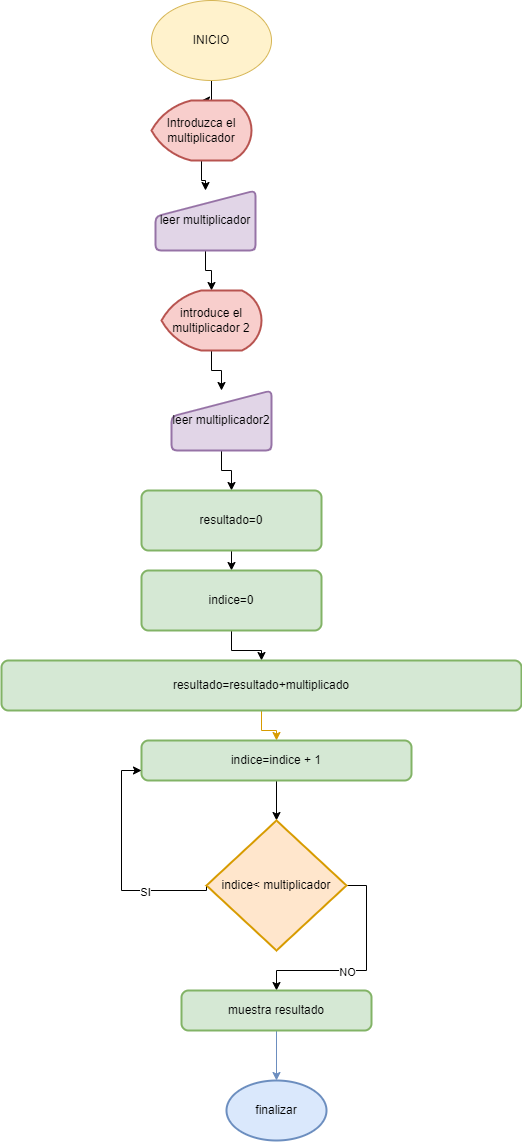 INICIO
Introduzca el
multiplicador
leer multiplicador
introduce el
multiplicador 2
leer multiplicador2
resultado=0
indice=0
resultado=resultado+multiplicado
indice=indice + 1
indice< multiplicador
SI
NO
muestra resultado
finalizar